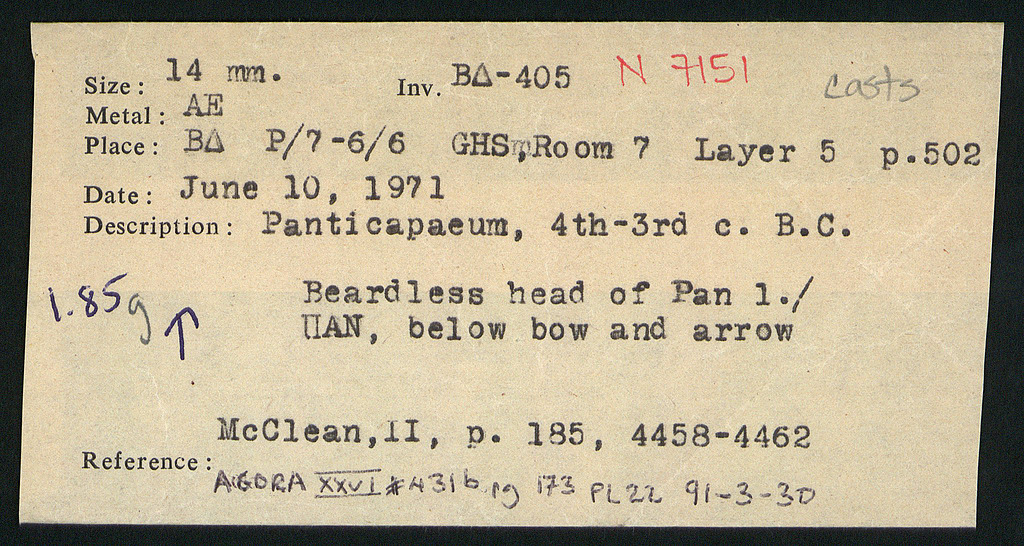 Size: 14 mm. Inv. BΔ-405 N 7151 casts
Metal: AE
Place: BΔ P/7-6/6 GHS, Room 7 Layer 5 p.502
Date: June 10, 1971
Description: Panticapaeum, 4th-3rd c. B.C.
1.85g ↑
Beardless head of Pan l./
ΠAN, below bow and arrow
McClean,II, p. 185, 4458-4462
Reference:
AGORA XXVI #431b pg 173 PL22 91-3-30